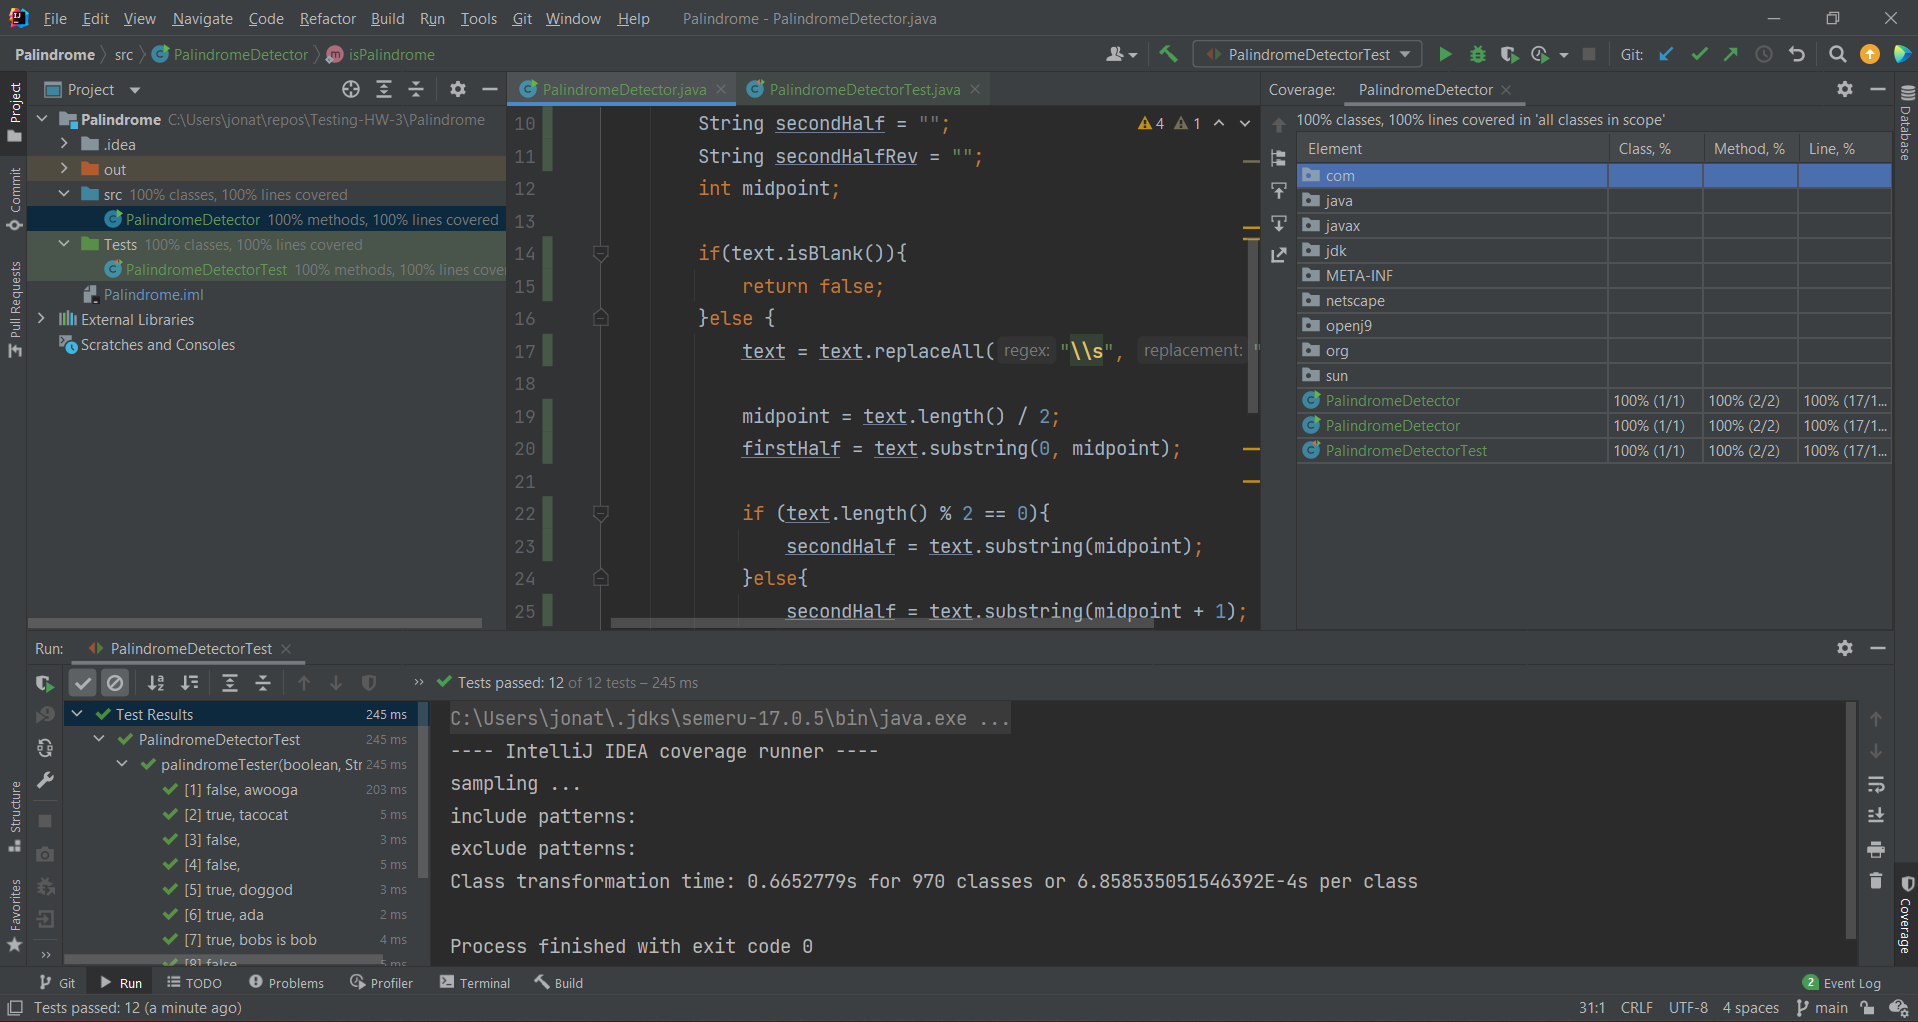 File Edit View Navigate Code Refactor Build Run Tools Git Window Help Palindrome - PalindromeDetector.java
Palindrome src PalindromeDetector isPalindrome PalindromeDetectorTest Git:
Project
Commit
Pull Requests
Structure
Favorites
Project
Palindrome C:\Users\jonat\repos\Testing-HW-3\Palindrome
.idea
out
src 100% classes, 100% lines covered
PalindromeDetector 100% methods, 100% lines covered
Tests 100% classes, 100% lines covered
PalindromeDetectorTest 100% methods, 100% lines cove
Palindrome.iml
External Libraries
Scratches and Consoles
PalindromeDetector.java PalindromeDetectorTest.java
4 1
10 String secondHalf = "";
11 String secondHalfRev = "";
12 int midpoint;
13
14 if(text.isBlank()){
15 return false;
16 }else {
17 text = text.replaceAll( regex: "\\s", replacement: "
18
19 midpoint = text.length() / 2;
20 firstHalf = text.substring(0, midpoint);
21
22 if (text.length() % 2 == 0){
23 secondHalf = text.substring(midpoint);
24 }else{
25 secondHalf = text.substring(midpoint + 1);
Coverage: PalindromeDetector
100% classes, 100% lines covered in 'all classes in scope'
Element Class, % Method, % Line, %
com
java
javax
jdk
META-INF
netscape
openj9
org
sun
PalindromeDetector 100% (1/1) 100% (2/2) 100% (17/1...
PalindromeDetector 100% (1/1) 100% (2/2) 100% (17/1...
PalindromeDetectorTest 100% (1/1) 100% (2/2) 100% (17/1...
Database
Coverage
Run: PalindromeDetectorTest
Tests passed: 12 of 12 tests – 245 ms
Test Results 245 ms
PalindromeDetectorTest 245 ms
palindromeTester(boolean, Str 245 ms
[1] false, awooga 203 ms
[2] true, tacocat 5 ms
[3] false, 3 ms
[4] false, 5 ms
[5] true, doggod 3 ms
[6] true, ada 2 ms
[7] true, bobs is bob 4 ms
[8] false 5 ms
C:\Users\jonat\.jdks\semeru-17.0.5\bin\java.exe ...
---- IntelliJ IDEA coverage runner ----
sampling ...
include patterns:
exclude patterns:
Class transformation time: 0.6652779s for 970 classes or 6.858535051546392E-4s per class
Process finished with exit code 0
Git Run TODO Problems Profiler Terminal Build 2 Event Log
Tests passed: 12 (a minute ago) 31:1 CRLF UTF-8 4 spaces main